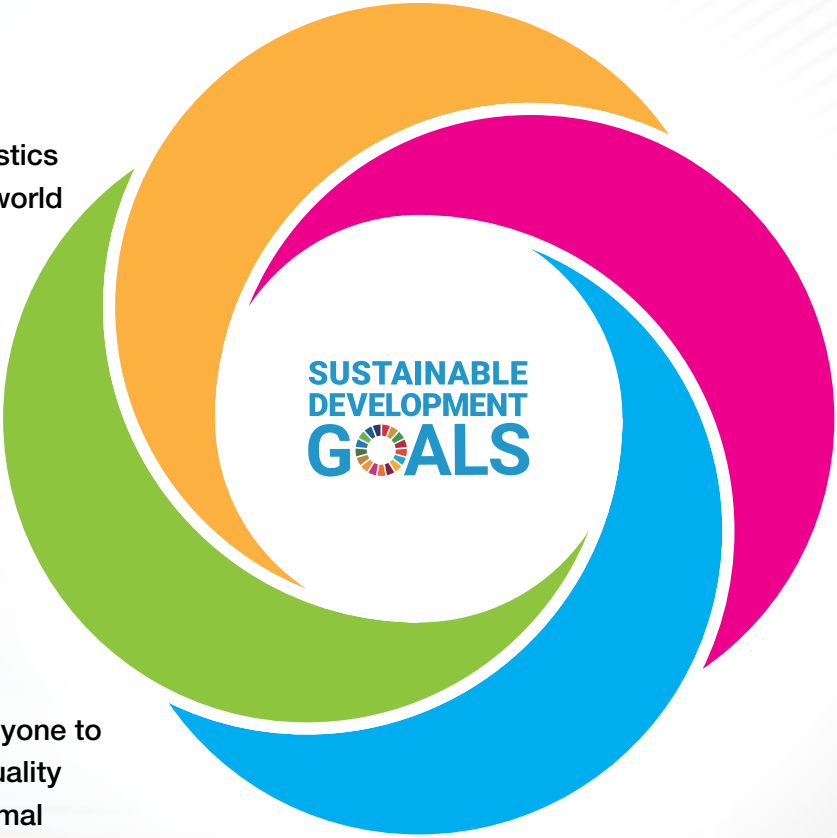 stics
world
SUSTAINABLE
DEVELOPMENT
GOALS
yone to
uality
mal